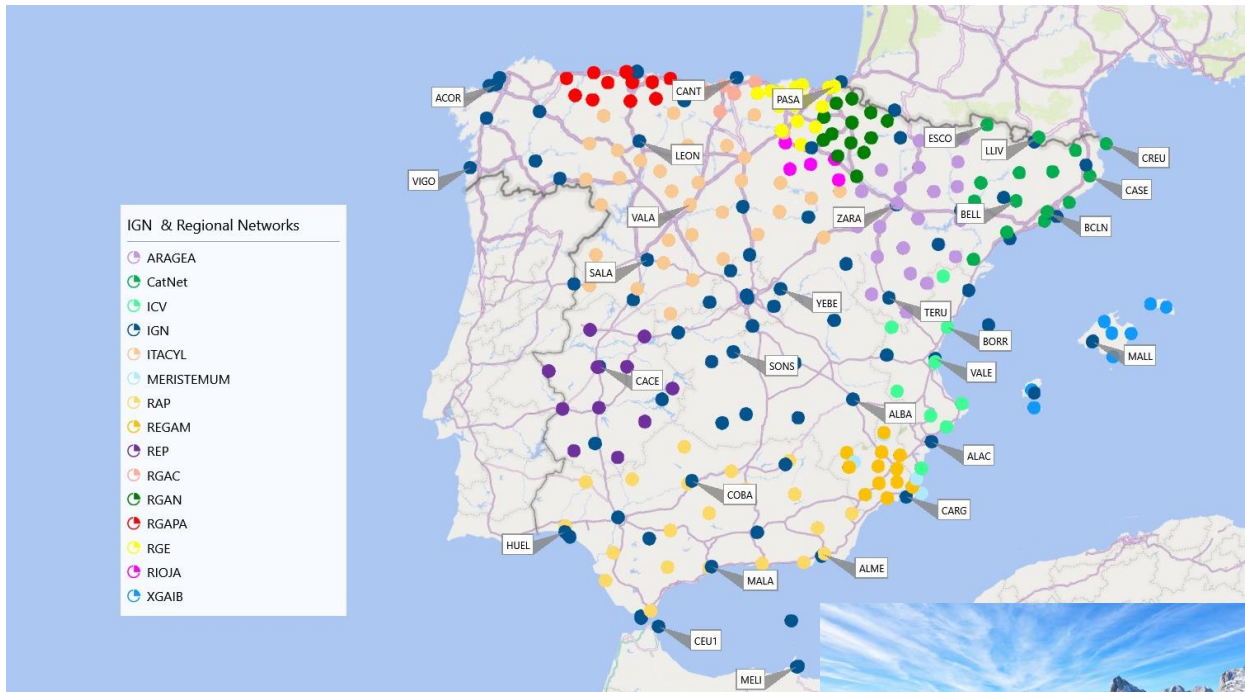 ACOR
CANT
PASA
ESCO
LLIV
CREU
LEON
VIGO
CASE
VALA
ZARA
BELL
BCLN
IGN & Regional Networks
ARAGEA
CatNet
ICV
IGN
ITACYL
MERISTEMUM
RAP
REGAM
REP
RGAC
RGAN
RGAPA
RGE
RIOJA
XGAIB
SALA
YEBE
TERU
BORR
MALL
SONS
VALE
CACE
ALBA
ALAC
COBA
CARG
HUEL
ALME
MALA
CEU1
MELI